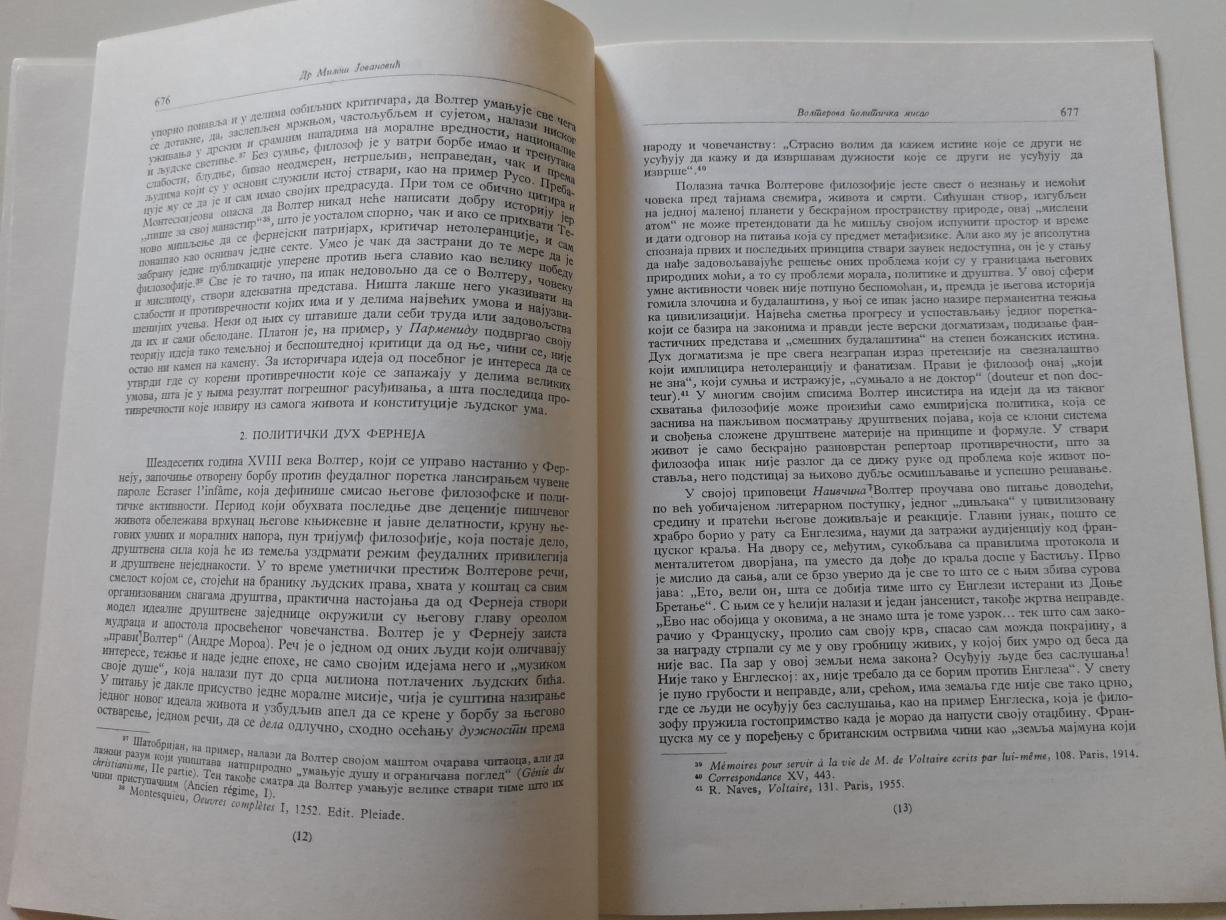 676
Др Милош Јовановић
упорно понавља и у делима озбиљних критичара, да Волтер умањује све чега
се дотакне, да, заслепљен мржњом, частољубљем и сујетом, налази ниског
уживања у дрским и срамним нападима на моралне вредности, националне
и људске светиње.³⁷ Без сумње, филозоф је у ватри борбе имао и тренутака
слабости, блудње, бивао неодмерен, нетрпељив, неправедан, чак и према
људима који су у основи служили истој ствари, као на пример Русо. Преба-
цује му се да је и сам имао својих предрасуда. При том се обично цитира и
Монтескијеова опаска да Волтер никад неће написати добру историју јер
„пише за свој манастир“³⁸, што је уосталом спорно, чак и ако се прихвати Те-
ново мишљење да се фернејски патријарх, критичар нетолеранције, и сам
понашао као оснивач једне секте. Умео је чак да застрани до те мере да је
забрану једне публикације уперене против њега славио као велику победу
филозофије.³⁹ Све је то тачно, па ипак недовољно да се о Волтеру, човеку
и мислиоцу, створи адекватна представа. Ништа лакше него указивати на
слабости и противречности којих има и у делима највећих умова и најузви-
шенијих учења. Неки од њих су штавише дали себи труда или задовољства
да их и сами обелодане. Платон је, на пример, у Пармениду подвргао своју
теорију идеја тако темељној и беспоштедној критици да од ње, чини се, није
остао ни камен на камену. За историчара идеја од посебног је интереса да се
утврди где су корени противречности које се запажају у делима великих
умова, шта је у њима резултат погрешног расуђивања, а шта последица про-
тивречности које извиру из самога живота и конституције људског ума.
2. ПОЛИТИЧКИ ДУХ ФЕРНЕЈА
Шездесетих година XVIII века Волтер, који се управо настанио у Фер-
неју, започиње отворену борбу против феудалног поретка лансирањем чувене
пароле Ecraser l'infâme, која дефинише смисао његове филозофске и поли-
тичке активности. Период који обухвата последње две деценије пишчевог
живота обележава врхунац његове књижевне и јавне делатности, круну ње-
гових умних и моралних напора, пун тријумф филозофије, која постаје дело,
друштвена сила која ће из темеља уздрмати режим феудалних привилегија
и друштвене неједнакости. У то време уметнички престиж Волтерове речи,
смелост којом се, стојећи на бранику људских права, хвата у коштац са свим
организованим снагама друштва, практична настојања да од Фернеја створи
модел идеалне друштвене заједнице окружили су његову главу ореолом
мудраца и апостола просвећеног човечанства. Волтер је у Фернеју заиста
„прави Волтер“ (Андре Мороа). Реч је о једном од оних људи који оличавају
интересе, тежње и наде једне епохе, не само својим идејама него и „музиком
своје душе“, која налази пут до срца милиона потлачених људских бића.
У питању је дакле присуство једне моралне мисије, чија је суштина назирање
једног новог идеала живота и узбудљив апел да се крене у борбу за његово
остварење, једном речи, да се дела одлучно, сходно осећању дужности према
³⁷ Шатобријан, на пример, налази да Волтер својом маштом очарава читаоца, али да
лажни разум који уништава натприродно „умањује душу и ограничава поглед“ (Génie du
christianisme, IIe partie). Тен такође сматра да Волтер умањује велике ствари тиме што их
чини приступачним (Ancien régime, I).
³⁸ Montesquieu, Oeuvres complètes I, 1252. Edit. Pleiade.
(12)
Волтерова политичка мисао
677
народу и човечанству: „Страсно волим да кажем истине које се други не
усуђују да кажу и да извршавам дужности које се други не усуђују да
изврше“.⁴⁰
Полазна тачка Волтерове филозофије јесте свест о незнању и немоћи
човека пред тајнама свемира, живота и смрти. Сићушан створ, изгубљен
на једној маленој планети у бескрајном пространству природе, овај „мислени
атом“ не може претендовати да ће мишљу својом испунити простор и време
и дати одговор на питања која су предмет метафизике. Али ако му је апсолутна
спознаја првих и последњих принципа ствари заувек недоступна, он је у стању
да нађе задовољавајуће решење оних проблема који су у границама његових
природних моћи, а то су проблеми морала, политике и друштва. У овој сфери
умне активности човек није потпуно беспомоћан, и, премда је његова историја
гомила злочина и будалаштина, у њој се ипак јасно назире перманентна тежња
ка цивилизацији. Највећа сметња прогресу и успостављању једног поретка-
који се базира на законима и правди јесте верски догматизам, подизање фан-
тастичних представа и „смешних будалаштина“ на степен божанских истина.
Дух догматизма је пре свега незграпан израз претензије на свезналаштво
који имплицира нетолеранцију и фанатизам. Прави је филозоф онај „који
не зна“, који сумња и истражује, „сумњало а не доктор“ (douteur et non doc-
teur).⁴¹ У многим својим списима Волтер инсистира на идеји да из таквог
схватања филозофије може произићи само емпиријска политика, која се
заснива на пажљивом посматрању друштвених појава, која се клони система
и свођења сложене друштвене материје на принципе и формуле. У ствари
живот је само бескрајно разноврстан репертоар противречности, што за
филозофа ипак није разлог да се дижу руке од проблема које живот по-
ставља, него подстицај за њихово дубље осмишљавање и успешно решавање.
У својој приповеци Наивчина Волтер проучава ово питање доводећи,
по већ уобичајеном литерарном поступку, једног „дивљака“ у цивилизовану
средину и пратећи његове доживљаје и реакције. Главни јунак, пошто се
храбро борио у рату са Енглезима, науми да затражи аудијенцију код фран-
цуског краља. На двору се, међутим, сукобљава са правилима протокола и
менталитетом дворјана, па уместо да дође до краља доспе у Бастиљу. Прво
је мислио да сања, али се брзо уверио да је све то што се с њим збива сурова
јава: „Ето, вели он, шта се добија тиме што су Енглези истерани из Доње
Бретање“. С њим се у ћелији налази и један јансенист, такође жртва неправде.
„Ево нас обојица у оковима, а не знамо шта је томе узрок... тек што сам зако-
рачио у Француску, пролио сам своју крв, спасао сам можда покрајину, а
за награду стрпали су ме у ову гробницу живих, у којој бих умро од беса да
није вас. Па зар у овој земљи нема закона? Осуђују људе без саслушања!
Није тако у Енглеској: ах, није требало да се борим против Енглеза“. У свету
је пуно грубости и неправде, али, срећом, има земаља где није све тако црно,
где се људи не осуђују без саслушања, као на пример Енглеска, која је фило-
зофу пружила гостопримство када је морао да напусти своју отаџбину. Фран-
цуска му се у поређењу с британским острвима чини као „земља мајмуна који
³⁹ Mémoires pour servir à la vie de M. de Voltaire ecrits par lui-même, 108. Paris, 1914.
⁴⁰ Correspondance XV, 443.
⁴¹ R. Naves, Voltaire, 131. Paris, 1955.
(13)